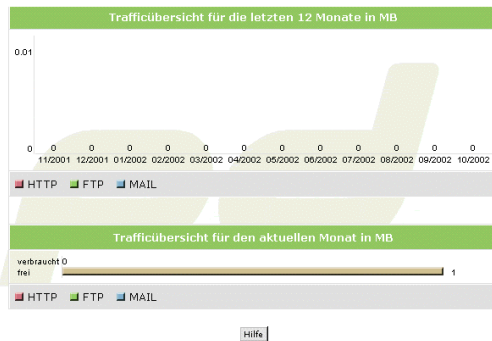 Trafficübersicht für die letzten 12 Monate in MB
0.01
0 0 0 0 0 0 0 0 0 0 0 0 0
11/2001 12/2001 01/2002 02/2002 03/2002 04/2002 05/2002 06/2002 07/2002 08/2002 09/2002 10/2002
HTTP FTP MAIL
Trafficübersicht für den aktuellen Monat in MB
verbraucht 0
frei 1
HTTP FTP MAIL
Hilfe